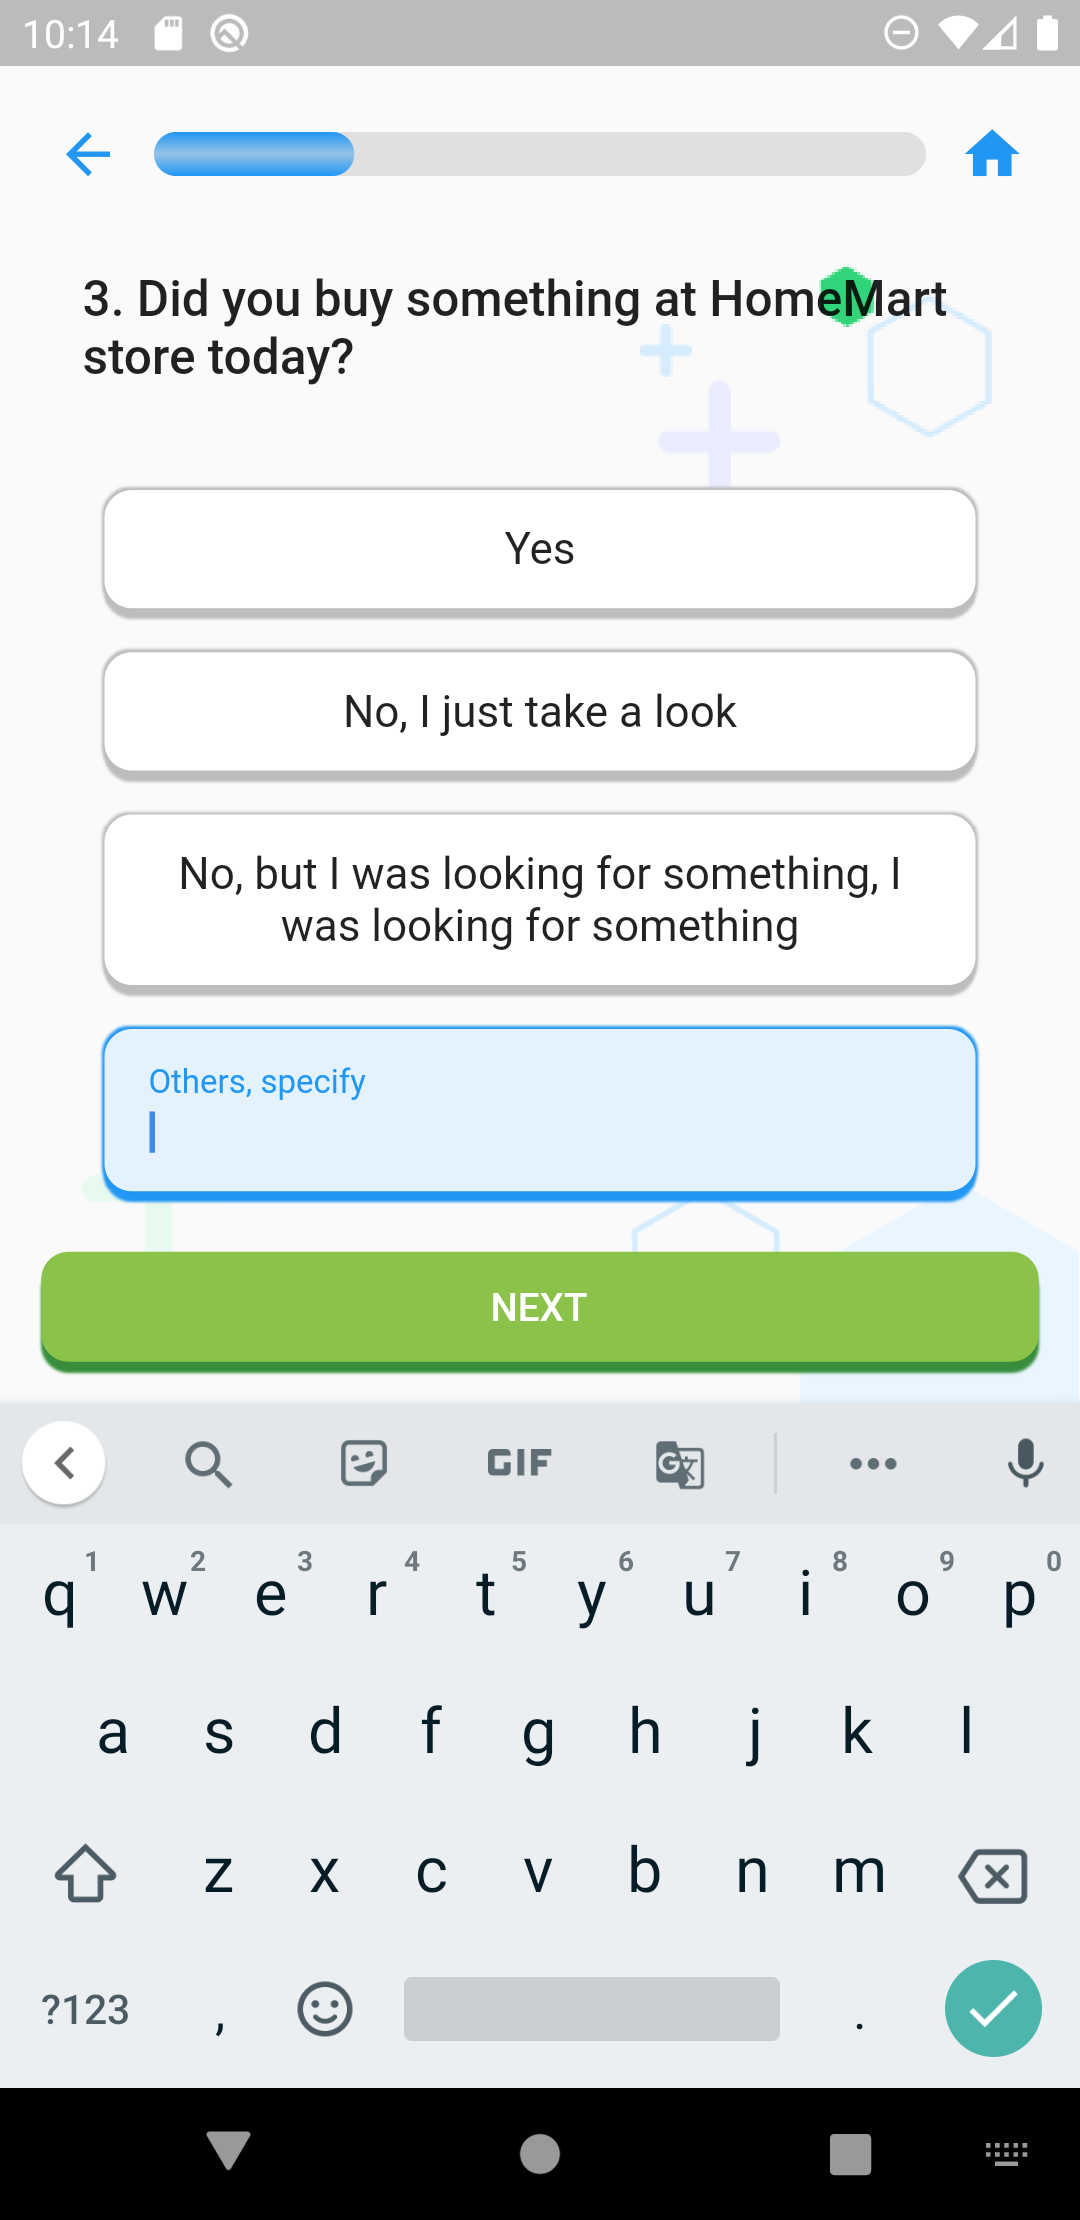 10:14
3. Did you buy something at HomeMart
store today?
Yes
No, I just take a look
No, but I was looking for something, I
was looking for something
Others, specify
NEXT
GIF
G
1 2 3 4 5 6 7 8 9 0
q w e r t y u i o p
a s d f g h j k l
z x c v b n m
?123 , .